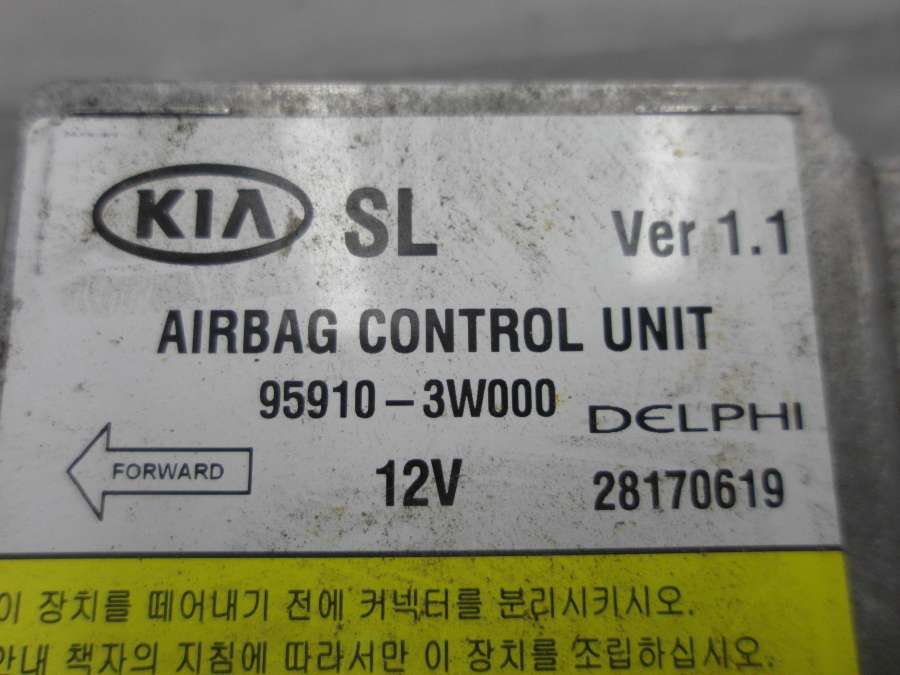 KIA SL Ver 1.1
AIRBAG CONTROL UNIT
95910-3W000 DELPHI
FORWARD 12V 28170619
이 장치를 떼어내기 전에 커넥터를 분리시키시오.
안내 책자의 지침에 따라서만 이 장치를 조립하십시오.